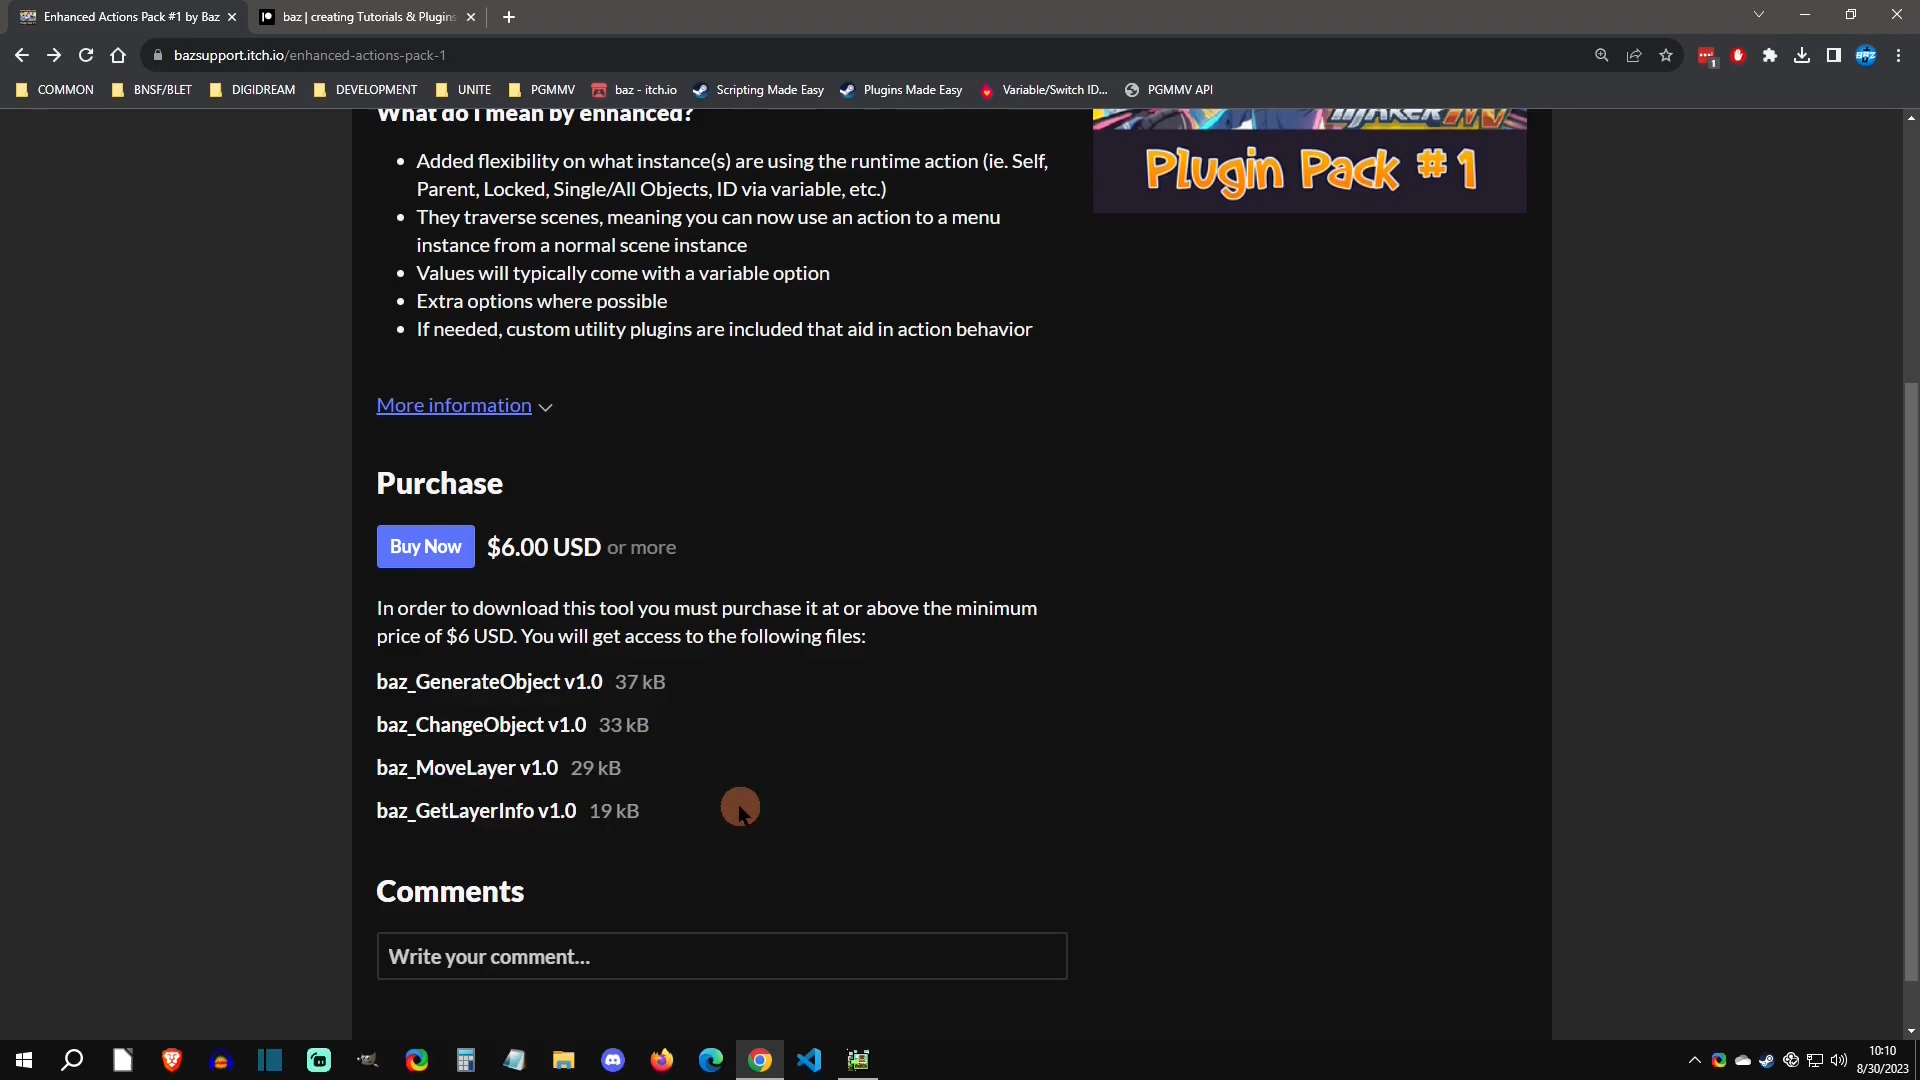 Enhanced Actions Pack #1 by Baz
baz | creating Tutorials & Plugins
bazsupport.itch.io/enhanced-actions-pack-1
1
COMMON
BNSF/BLET
DIGIDREAM
DEVELOPMENT
UNITE
PGMMV
baz - itch.io
Scripting Made Easy
Plugins Made Easy
Variable/Switch ID...
PGMMV API
What do I mean by enhanced?
• Added flexibility on what instance(s) are using the runtime action (ie. Self,
Parent, Locked, Single/All Objects, ID via variable, etc.)
• They traverse scenes, meaning you can now use an action to a menu
instance from a normal scene instance
• Values will typically come with a variable option
• Extra options where possible
• If needed, custom utility plugins are included that aid in action behavior
MAKER MV
Plugin Pack #1
More information
Purchase
Buy Now $6.00 USD or more
In order to download this tool you must purchase it at or above the minimum
price of $6 USD. You will get access to the following files:
baz_GenerateObject v1.0 37 kB
baz_ChangeObject v1.0 33 kB
baz_MoveLayer v1.0 29 kB
baz_GetLayerInfo v1.0 19 kB
Comments
Write your comment...
10:10
8/30/2023